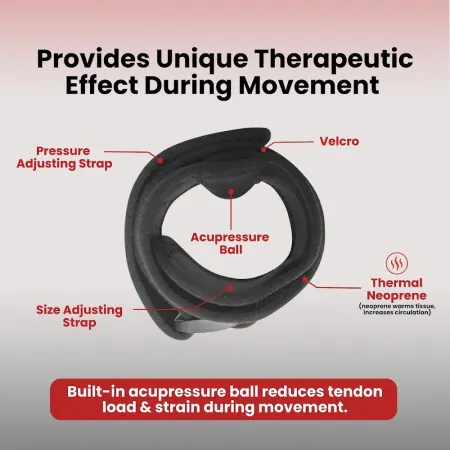 Provides Unique Therapeutic
Effect During Movement
Pressure
Adjusting Strap
Velcro
Acupressure
Ball
Thermal
Neoprene
(neoprene warms tissue,
increases circulation)
Size Adjusting
Strap
Built-in acupressure ball reduces tendon
load & strain during movement.